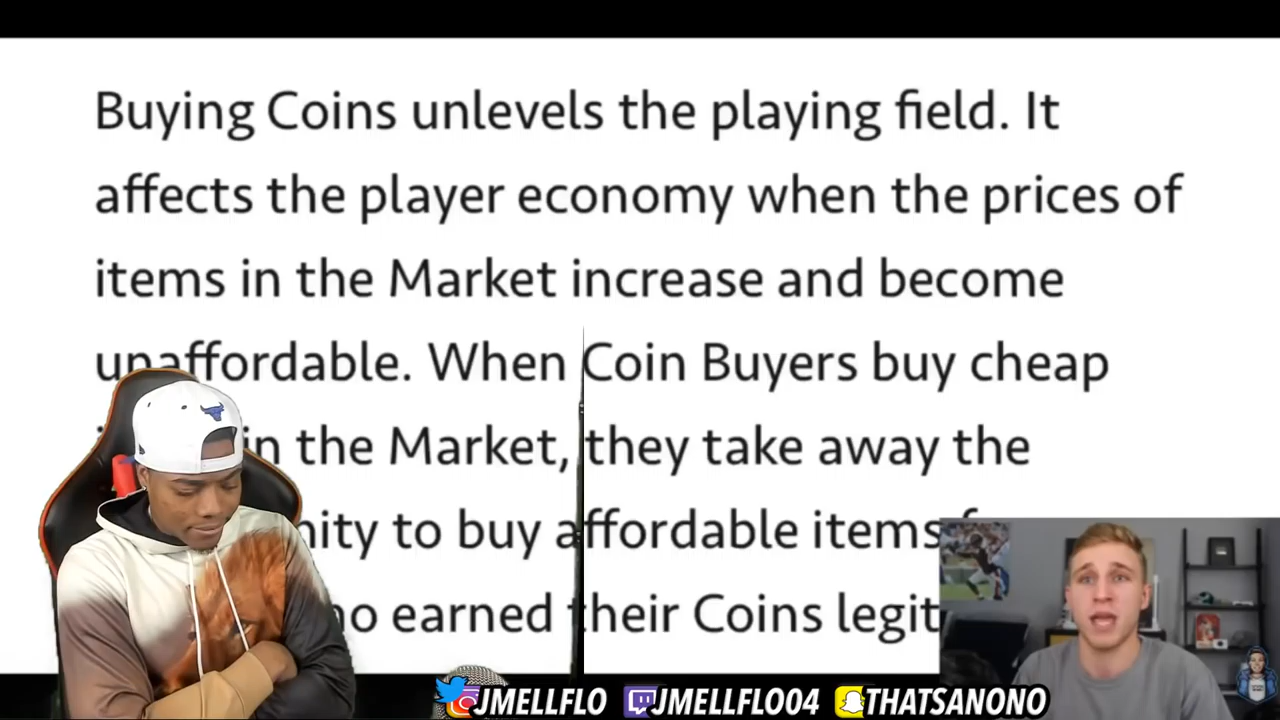 Buying Coins unlevels the playing field. It
affects the player economy when the prices of
items in the Market increase and become
unaffordable. When Coin Buyers buy cheap
in the Market, they take away the
to buy affordable items
earned their Coins
JMELLFLO JMELLFLO04 THATSANONO